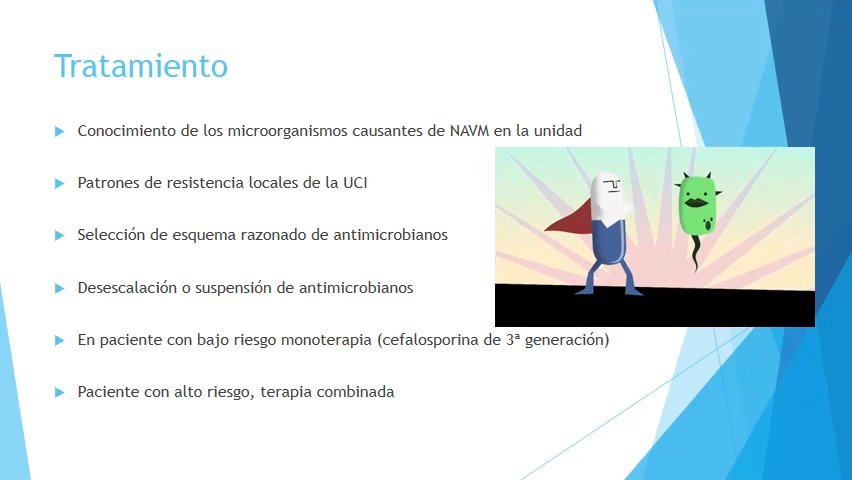 Tratamiento
Conocimiento de los microorganismos causantes de NAVM en la unidad
Patrones de resistencia locales de la UCI
Selección de esquema razonado de antimicrobianos
Desescalación o suspensión de antimicrobianos
En paciente con bajo riesgo monoterapia (cefalosporina de 3ª generación)
Paciente con alto riesgo, terapia combinada